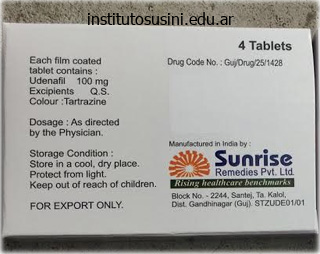 institutosusini.edu.ar
4 Tablets
Each film coated
tablet contains :
Udenafil 100 mg
Excipients Q.S.
Colour :Tartrazine
Dosage : As directed
by the Physician.
Storage Condition :
Store in a cool, dry place.
Protect from light.
Keep out of reach of children.
FOR EXPORT ONLY.
Drug Code No.: Guj/Drug/25/1428
Manufactured in India by :
Sunrise
Remedies Pvt. Ltd.
Rising healthcare benchmarks
Block No. - 2244, Santej, Ta. Kalol,
Dist. Gandhinagar (Guj). STZUDE01/01